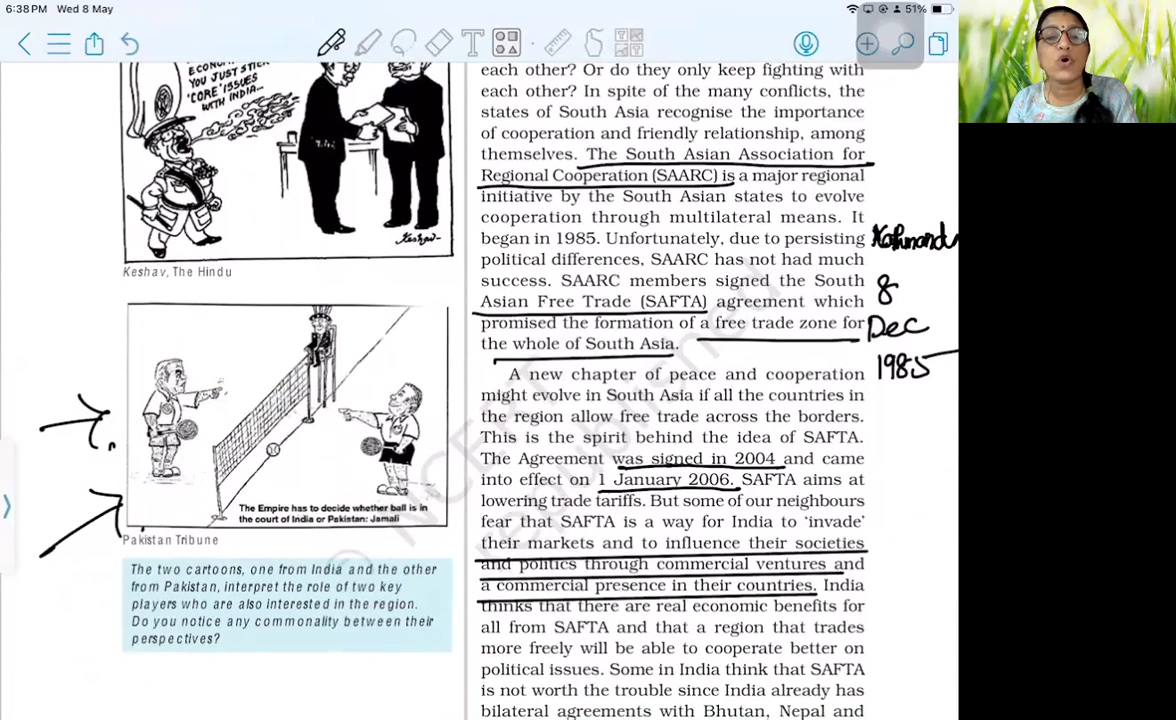 6:38 PM Wed 8 May
51%
ECONO
YOU JUST STICK
'CORE' ISSUES
WITH INDIA...
Keshav
Keshav, The Hindu
The Empire has to decide whether ball is in
the court of India or Pakistan: Jamali
Pakistan Tribune
The two cartoons, one from India and the other
from Pakistan, interpret the role of two key
players who are also interested in the region.
Do you notice any commonality between their
perspectives?
each other? Or do they only keep fighting with
each other? In spite of the many conflicts, the
states of South Asia recognise the importance
of cooperation and friendly relationship, among
themselves. The South Asian Association for
Regional Cooperation (SAARC) is a major regional
initiative by the South Asian states to evolve
cooperation through multilateral means. It
began in 1985. Unfortunately, due to persisting
political differences, SAARC has not had much
success. SAARC members signed the South
Asian Free Trade (SAFTA) agreement which
promised the formation of a free trade zone for
the whole of South Asia.
A new chapter of peace and cooperation
might evolve in South Asia if all the countries in
the region allow free trade across the borders.
This is the spirit behind the idea of SAFTA.
The Agreement was signed in 2004 and came
into effect on 1 January 2006. SAFTA aims at
lowering trade tariffs. But some of our neighbours
fear that SAFTA is a way for India to 'invade'
their markets and to influence their societies
and politics through commercial ventures and
a commercial presence in their countries. India
thinks that there are real economic benefits for
all from SAFTA and that a region that trades
more freely will be able to cooperate better on
political issues. Some in India think that SAFTA
is not worth the trouble since India already has
bilateral agreements with Bhutan, Nepal and
8
Dec
1985
© NCERT
republished